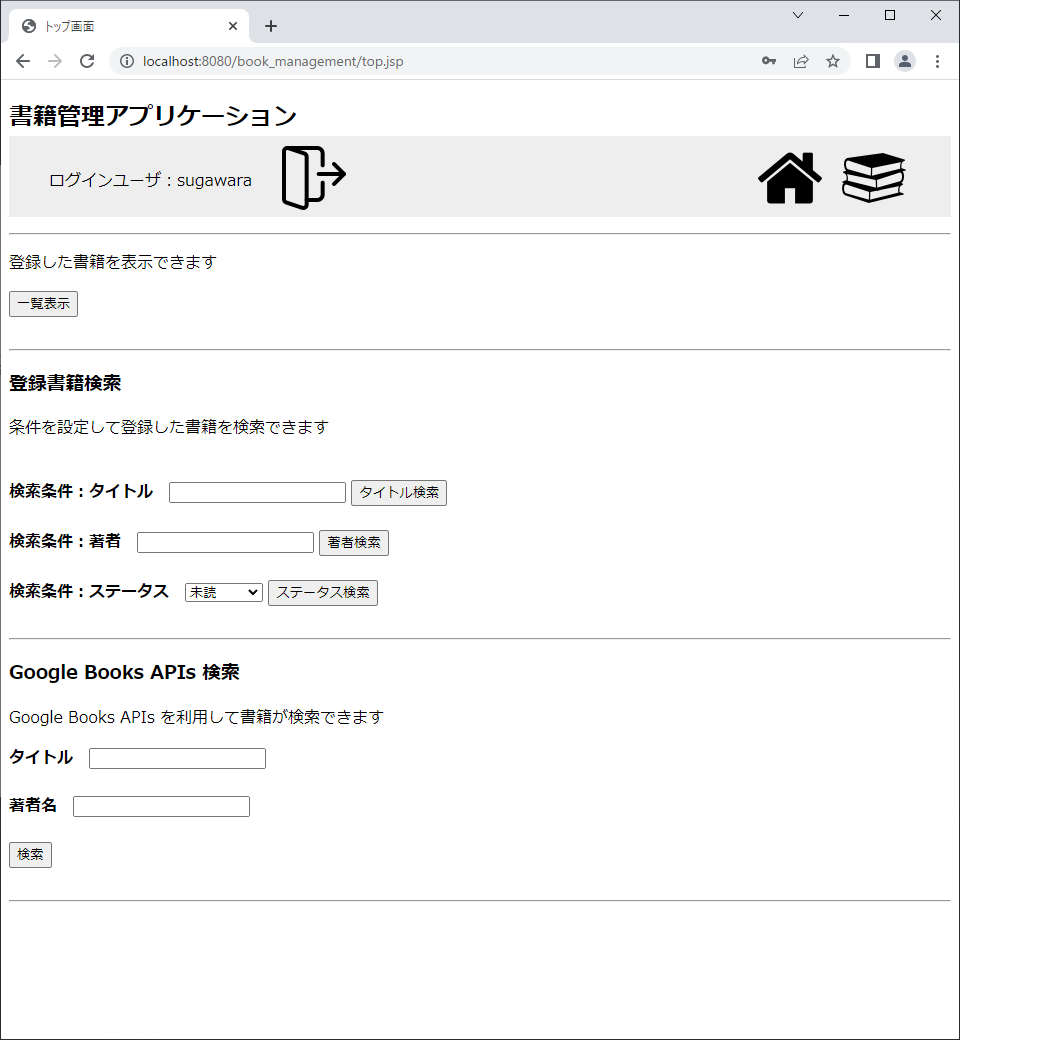 トップ画面
localhost:8080/book_management/top.jsp
書籍管理アプリケーション
ログインユーザ：sugawara
登録した書籍を表示できます
一覧表示
登録書籍検索
条件を設定して登録した書籍を検索できます
検索条件：タイトル タイトル検索
検索条件：著者 著者検索
検索条件：ステータス 未読 ステータス検索
Google Books APIs 検索
Google Books APIs を利用して書籍が検索できます
タイトル
著者名
検索